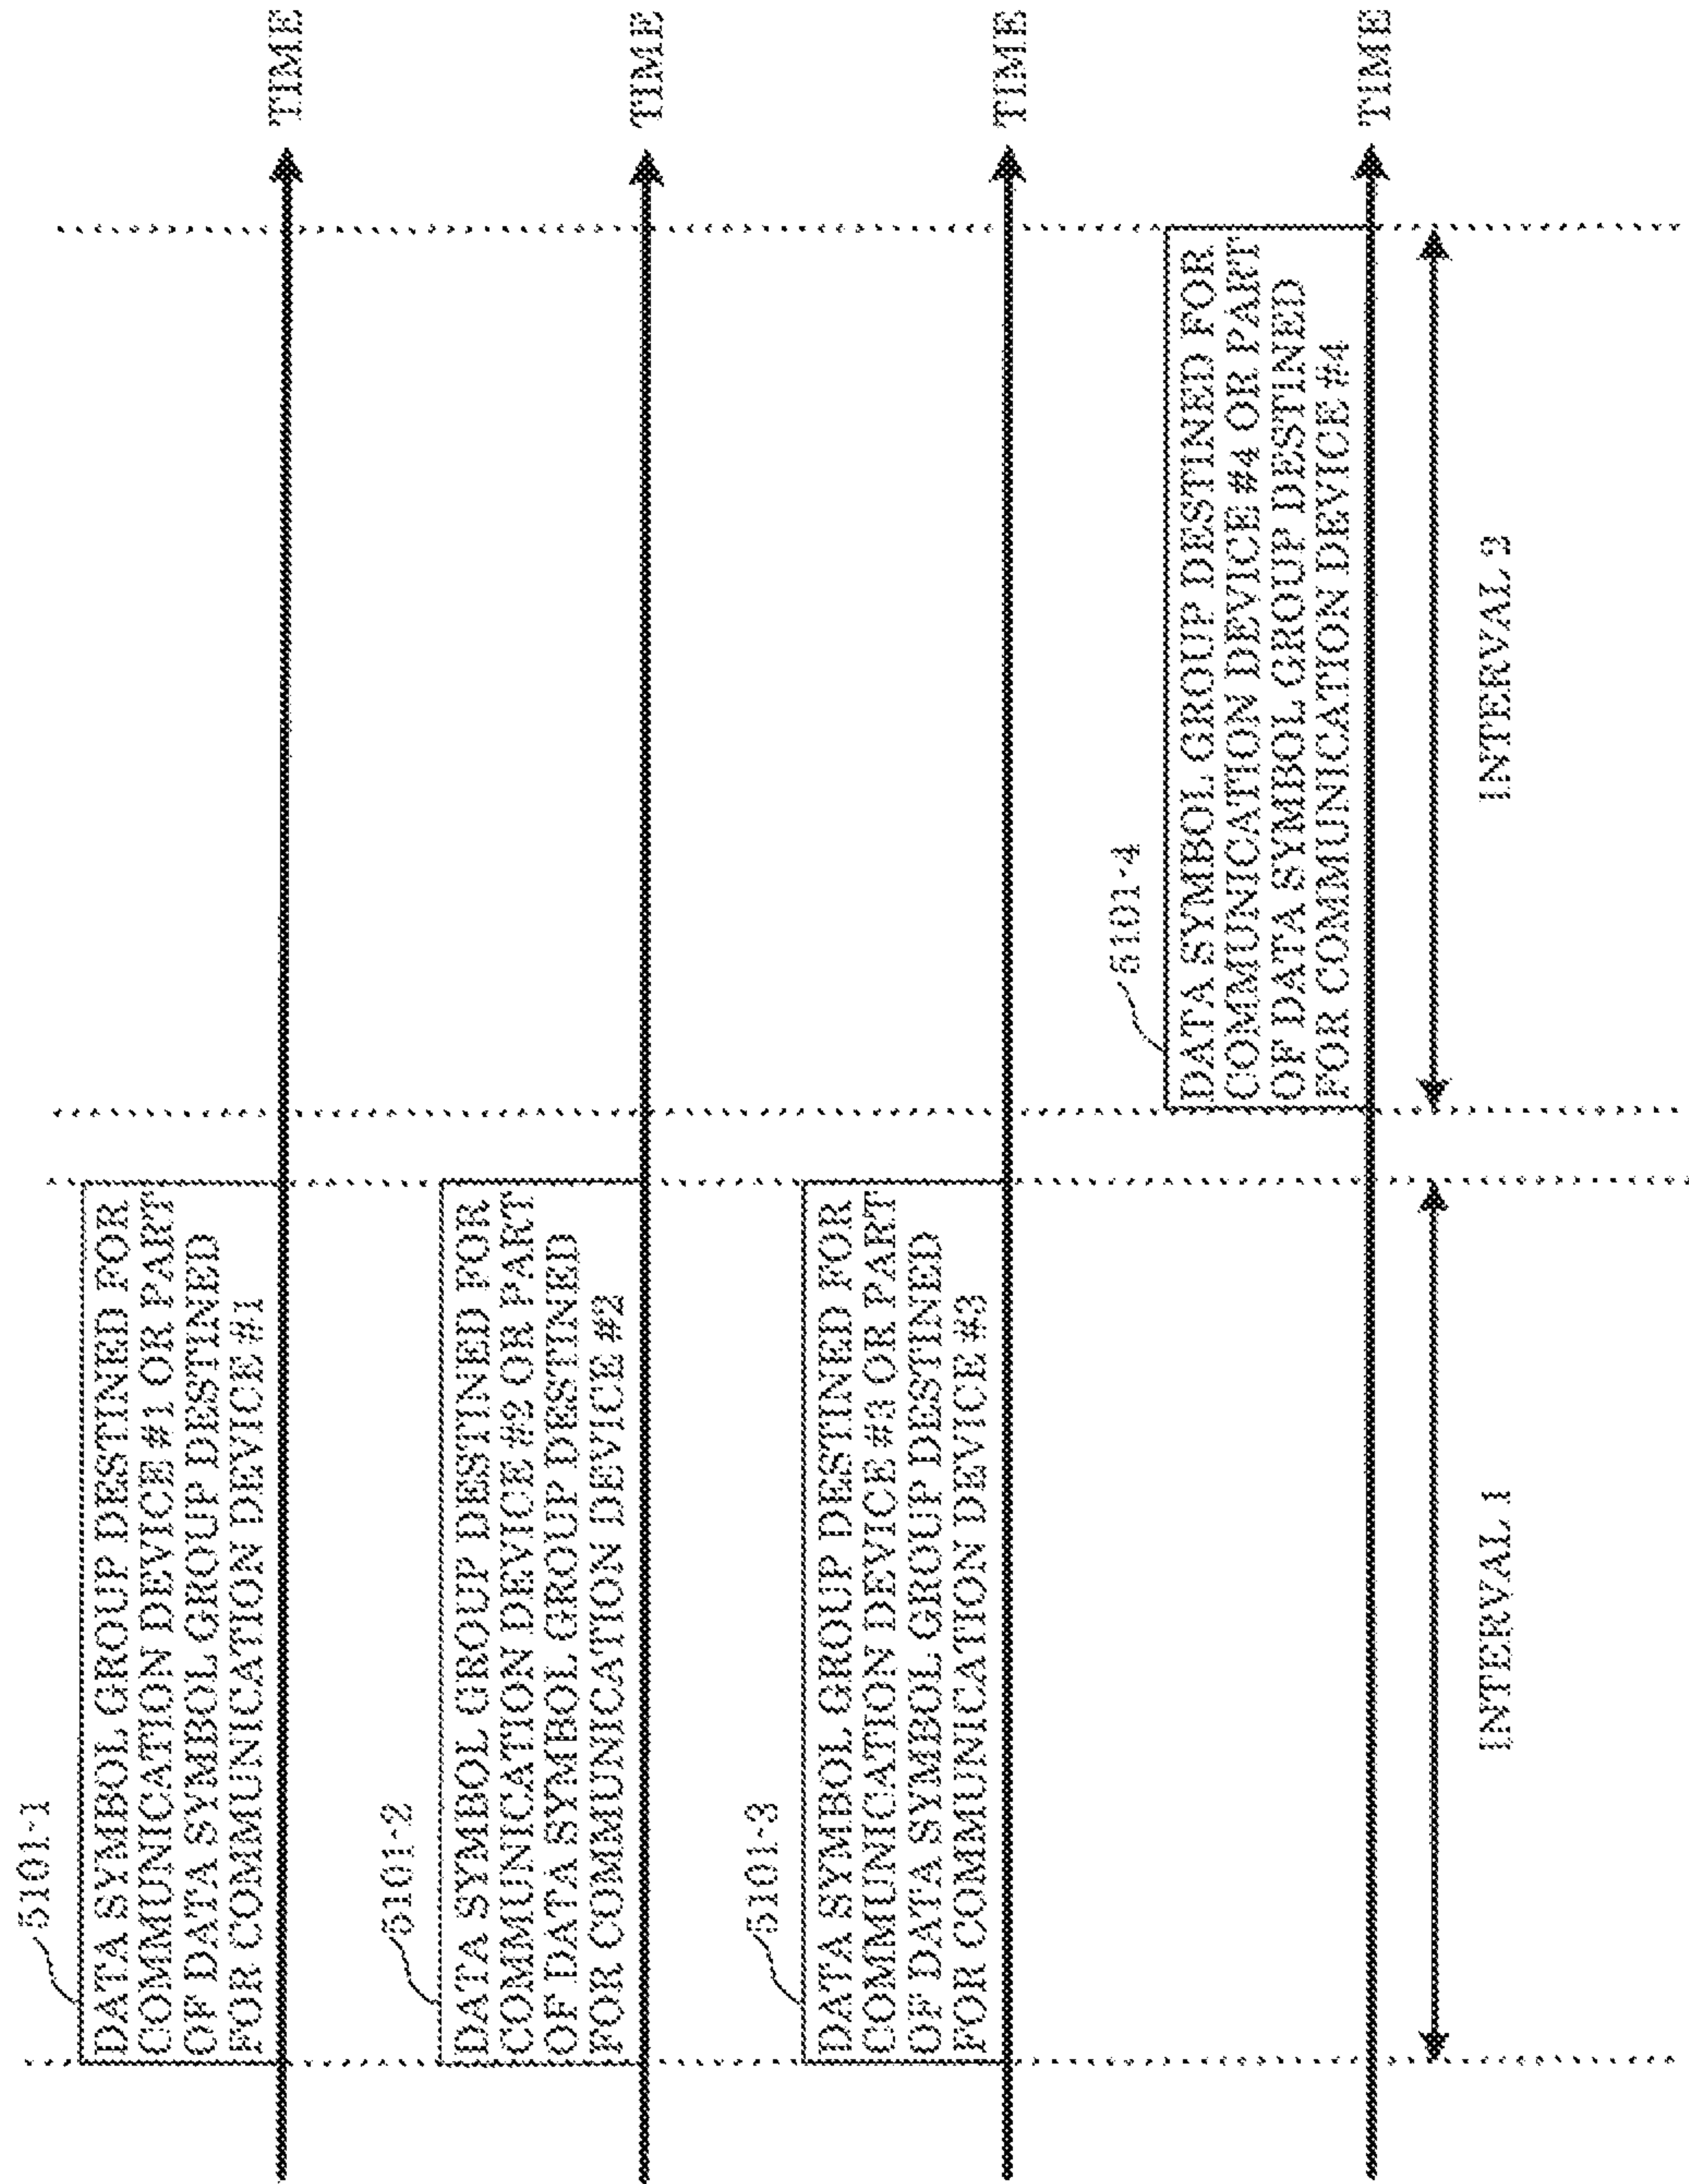 5101-1
DATA SYMBOL GROUP DESTINED FOR
COMMUNICATION DEVICE #1 OR PART
OF DATA SYMBOL GROUP DESTINED
FOR COMMUNICATION DEVICE #1
TIME
5101-2
DATA SYMBOL GROUP DESTINED FOR
COMMUNICATION DEVICE #2 OR PART
OF DATA SYMBOL GROUP DESTINED
FOR COMMUNICATION DEVICE #2
TIME
5101-3
DATA SYMBOL GROUP DESTINED FOR
COMMUNICATION DEVICE #3 OR PART
OF DATA SYMBOL GROUP DESTINED
FOR COMMUNICATION DEVICE #3
TIME
5101-4
DATA SYMBOL GROUP DESTINED FOR
COMMUNICATION DEVICE #4 OR PART
OF DATA SYMBOL GROUP DESTINED
FOR COMMUNICATION DEVICE #4
TIME
INTERVAL 1
INTERVAL 2